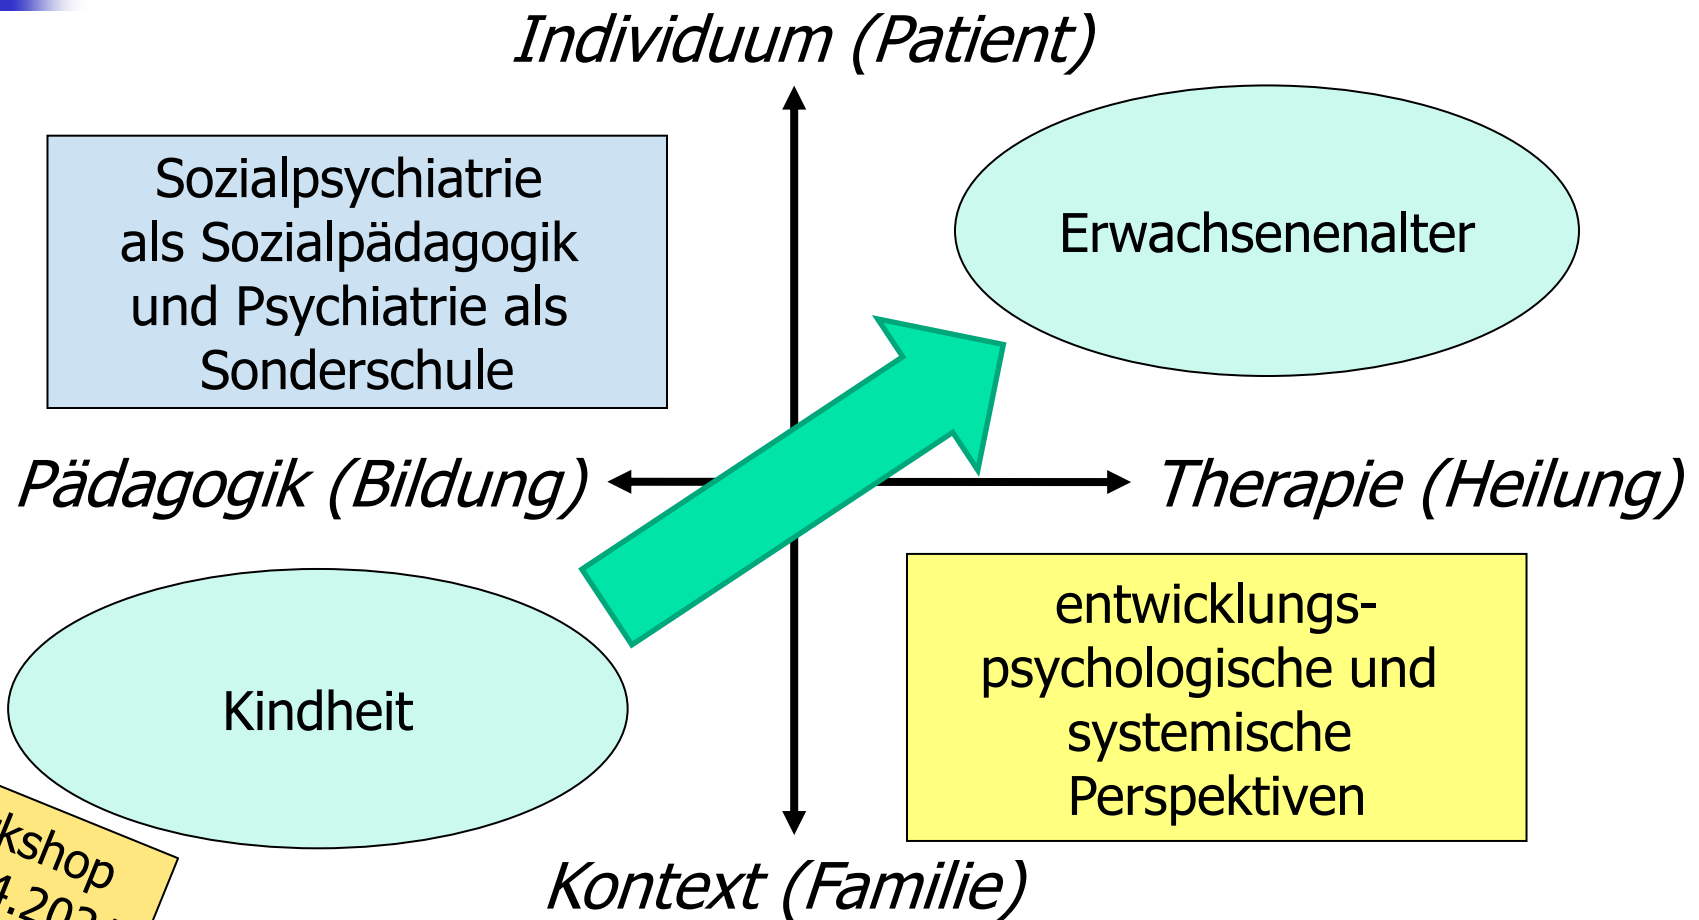 Individuum (Patient)
Sozialpsychiatrie
als Sozialpädagogik
und Psychiatrie als
Sonderschule
Erwachsenenalter
Pädagogik (Bildung)
Therapie (Heilung)
Kindheit
entwicklungs-
psychologische und
systemische
Perspektiven
Kontext (Familie)